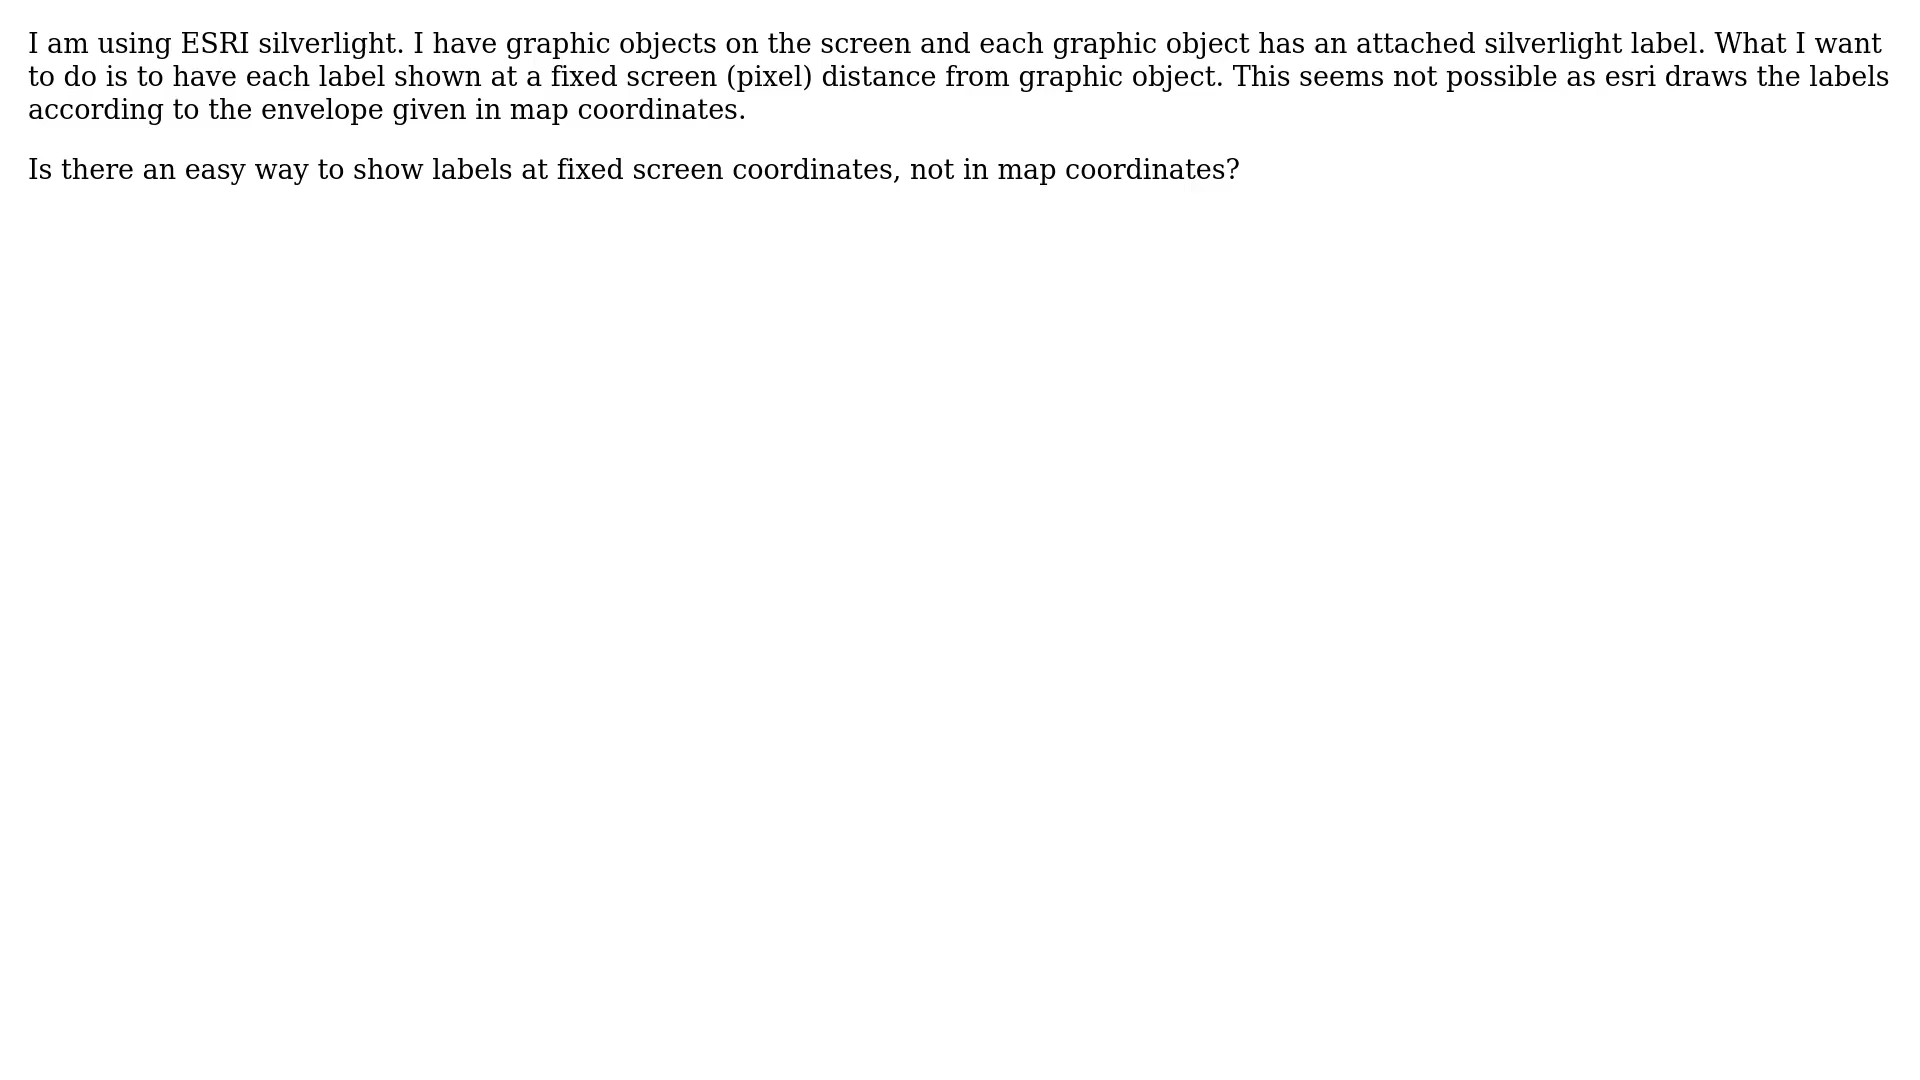 I am using ESRI silverlight. I have graphic objects on the screen and each graphic object has an attached silverlight label. What I want
to do is to have each label shown at a fixed screen (pixel) distance from graphic object. This seems not possible as esri draws the labels
according to the envelope given in map coordinates.
Is there an easy way to show labels at fixed screen coordinates, not in map coordinates?